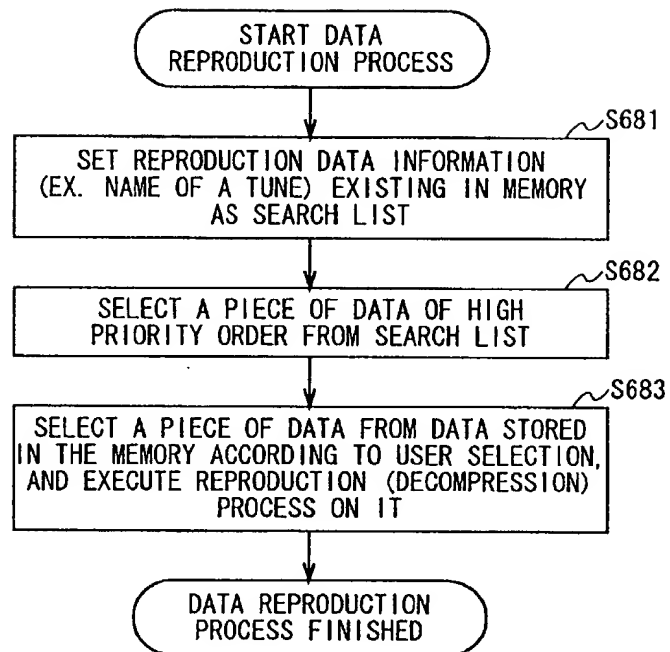 START DATA
REPRODUCTION PROCESS
S681
SET REPRODUCTION DATA INFORMATION
(EX. NAME OF A TUNE) EXISTING IN MEMORY
AS SEARCH LIST
S682
SELECT A PIECE OF DATA OF HIGH
PRIORITY ORDER FROM SEARCH LIST
S683
SELECT A PIECE OF DATA FROM DATA STORED
IN THE MEMORY ACCORDING TO USER SELECTION,
AND EXECUTE REPRODUCTION (DECOMPRESSION)
PROCESS ON IT
DATA REPRODUCTION
PROCESS FINISHED